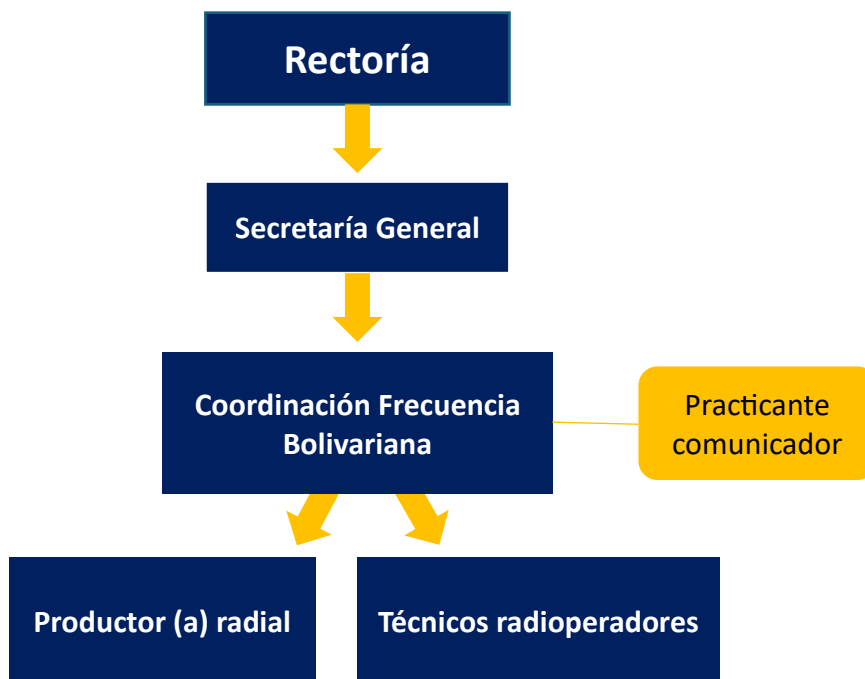 Rectoría
Secretaría General
Coordinación Frecuencia
Bolivariana
Practicante
comunicador
Productor (a) radial
Técnicos radioperadores